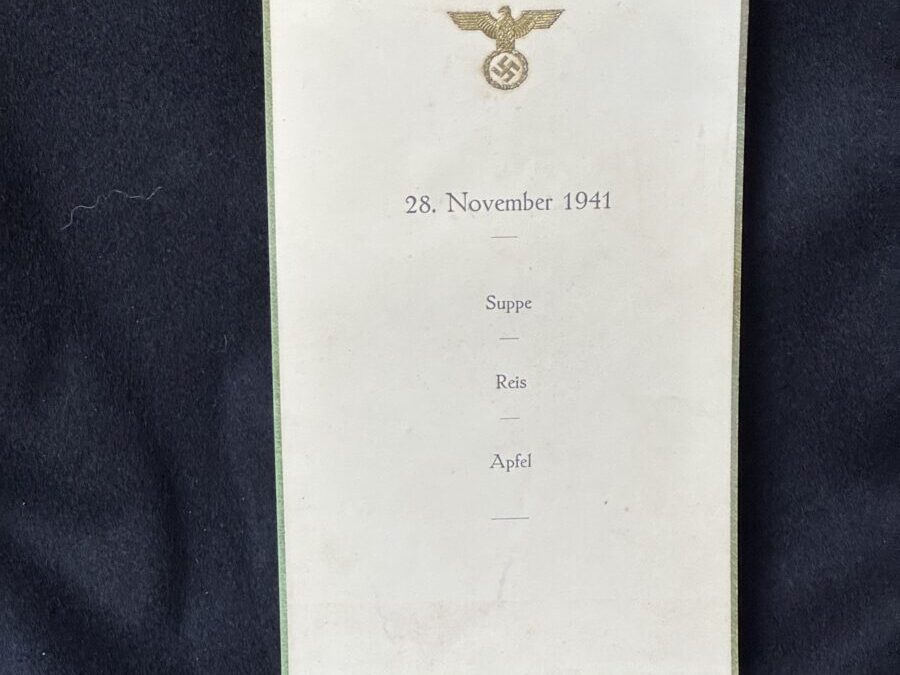 28. November 1941
Suppe
Reis
Apfel